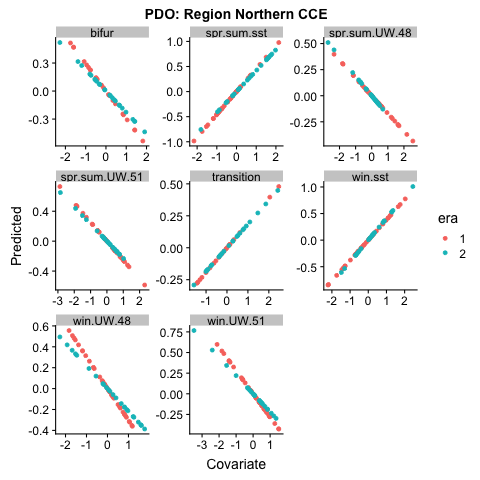 PDO: Region Northern CCE
bifur
spr.sum.sst
spr.sum.UW.48
0.3
0.0
-0.3
-2 -1 0 1 2
1.0
0.5
0.0
-0.5
-1.0
-2 -1 0 1 2
0.50
0.25
0.00
-0.25
-2 -1 0 1 2
spr.sum.UW.51
transition
win.sst
0.4
0.0
-0.4
-3 -2 -1 0 1 2
0.50
0.25
0.00
-0.25
-1 0 1 2
1.0
0.5
0.0
-0.5
-2 -1 0 1 2
win.UW.48
win.UW.51
0.6
0.4
0.2
0.0
-0.2
-0.4
-2 -1 0 1
0.75
0.50
0.25
0.00
-0.25
-3 -2 -1 0 1
Predicted
Covariate
era
1
2